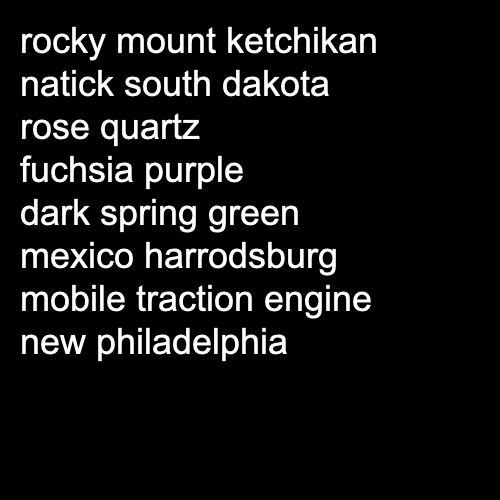 rocky mount ketchikan
natick south dakota
rose quartz
fuchsia purple
dark spring green
mexico harrodsburg
mobile traction engine
new philadelphia